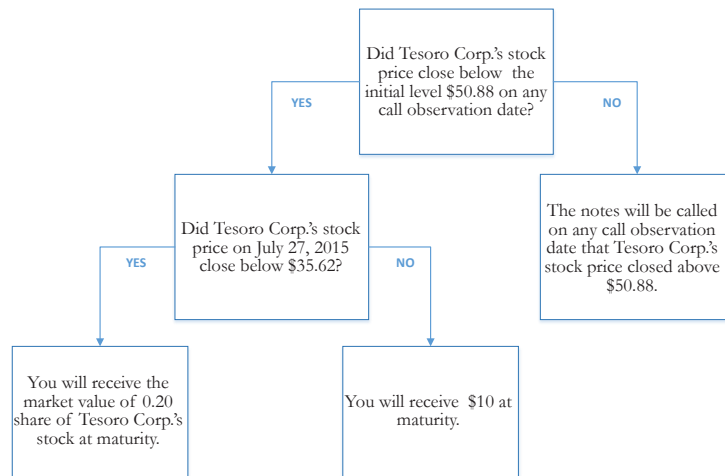 Did Tesoro Corp.'s stock
price close below the
initial level $50.88 on any
call observation date?
YES
NO
Did Tesoro Corp.'s stock
price on July 27, 2015
close below $35.62?
The notes will be called
on any call observation
date that Tesoro Corp.'s
stock price closed above
$50.88.
YES
NO
You will receive the
market value of 0.20
share of Tesoro Corp.'s
stock at maturity.
You will receive $10 at
maturity.